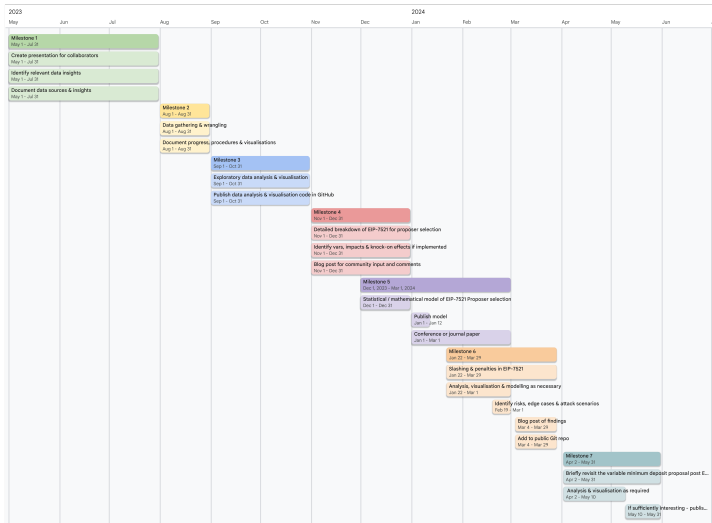 2023
2024
May
Jun
Jul
Aug
Sep
Oct
Nov
Dec
Jan
Feb
Mar
Apr
May
Jun
Milestone 1
May 1 - Jul 31
Create presentation for collaborators
May 1 - Jul 31
Identify relevant data insights
May 1 - Jul 31
Document data sources & insights
May 1 - Jul 31
Milestone 2
Aug 1 - Aug 31
Data gathering & wrangling
Aug 1 - Aug 31
Document progress, procedures & visualisations
Aug 1 - Aug 31
Milestone 3
Sep 1 - Oct 31
Exploratory data analysis & visualisation
Sep 1 - Oct 31
Publish data analysis & visualisation code in GitHub
Sep 1 - Oct 31
Milestone 4
Nov 1 - Dec 31
Detailed breakdown of EIP-7521 for proposer selection
Nov 1 - Dec 31
Identify vars, impacts & knock-on effects if implemented
Nov 1 - Dec 31
Blog post for community input and comments
Nov 1 - Dec 31
Milestone 5
Dec 1, 2023 - Mar 1, 2024
Statistical / mathematical model of EIP-7521 Proposer selection
Dec 1 - Dec 31
Publish model
Jan 1 - Jan 12
Conference or journal paper
Jan 1 - Mar 1
Milestone 6
Jan 22 - Mar 29
Slashing & penalties in EIP-7521
Jan 22 - Mar 29
Analysis, visualisation & modelling as necessary
Jan 22 - Mar 1
Identify risks, edge cases & attack scenarios
Feb 19 - Mar 1
Blog post of findings
Mar 4 - Mar 29
Add to public Git repo
Mar 4 - Mar 29
Milestone 7
Apr 2 - May 31
Briefly revisit the variable minimum deposit proposal post E...
Apr 2 - May 31
Analysis & visualisation as required
Apr 2 - May 10
If sufficiently interesting - publis...
May 10 - May 31